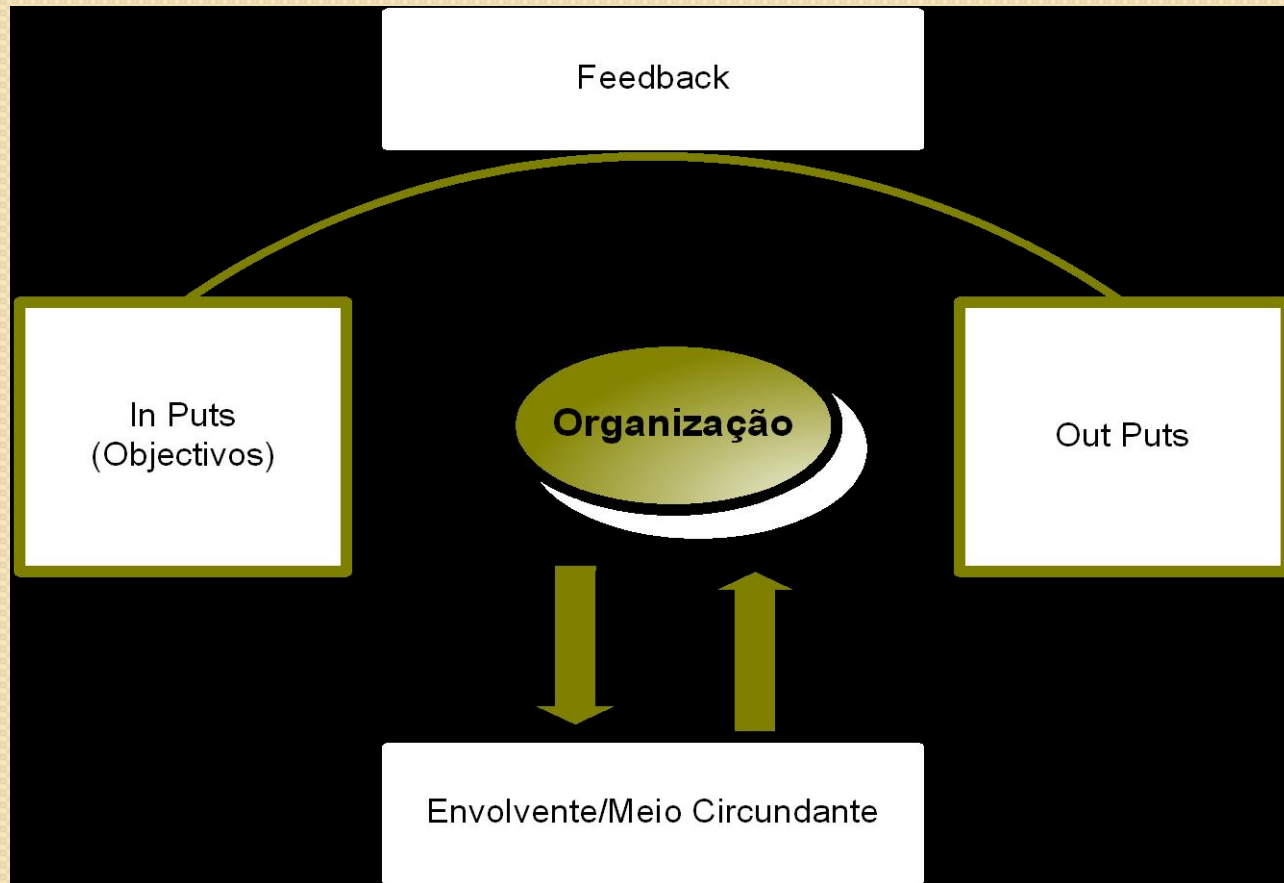 Feedback
In Puts
(Objectivos)
Organização
Out Puts
Envolvente/Meio Circundante